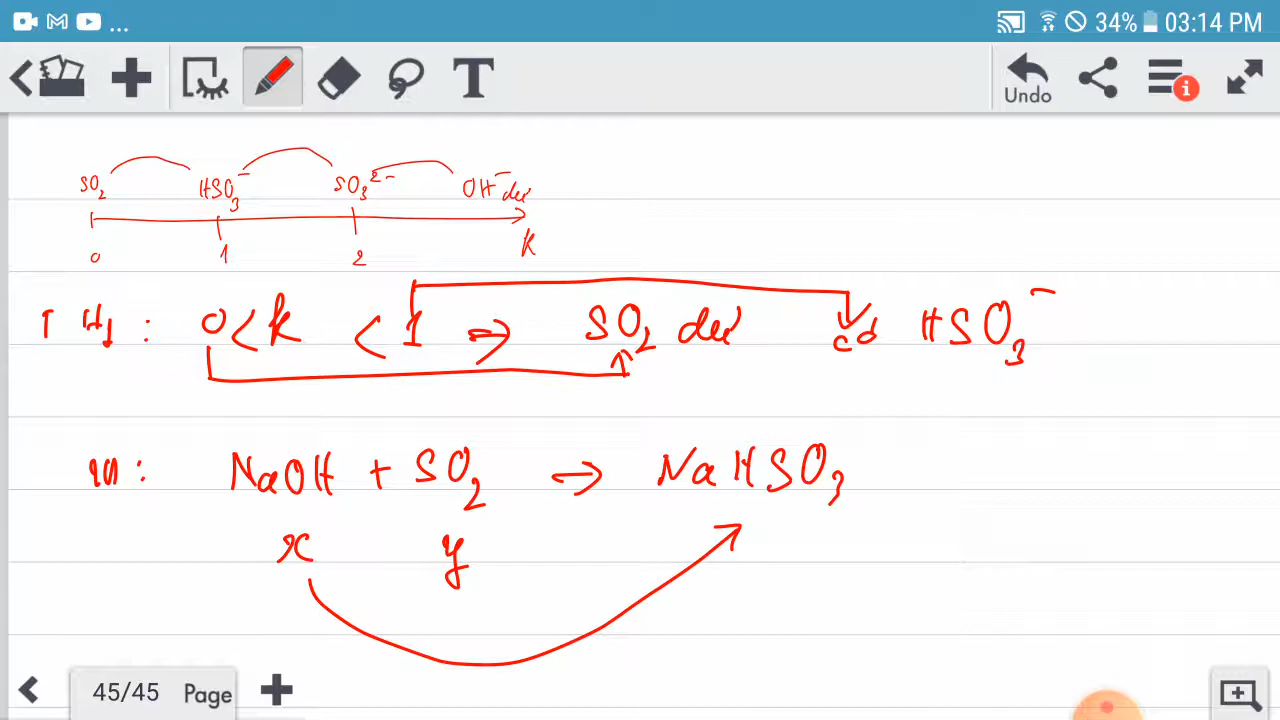 ... 34% 03:14 PM
T Undo
SO₂ HSO₃⁻ SO₃²⁻ OH⁻ dư
0 1 2 k
TH₁ : 0 < k < 1 ⇒ SO₂ dư có HSO₃⁻
NaOH + SO₂ → NaHSO₃
x y
45/45 Page